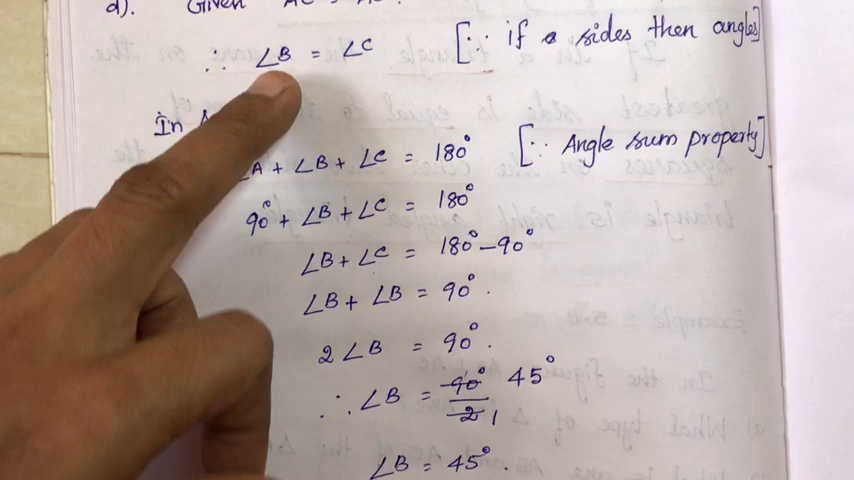 d). Given
∴ ∠B = ∠C [∵ if sides then angles]
In
∠A + ∠B + ∠C = 180° [∵ Angle sum property]
90° + ∠B + ∠C = 180°
∠B + ∠C = 180° – 90°
∠B + ∠B = 90°.
2 ∠B = 90°.
∴ ∠B = 90°/2 1 45°
∠B = 45°.